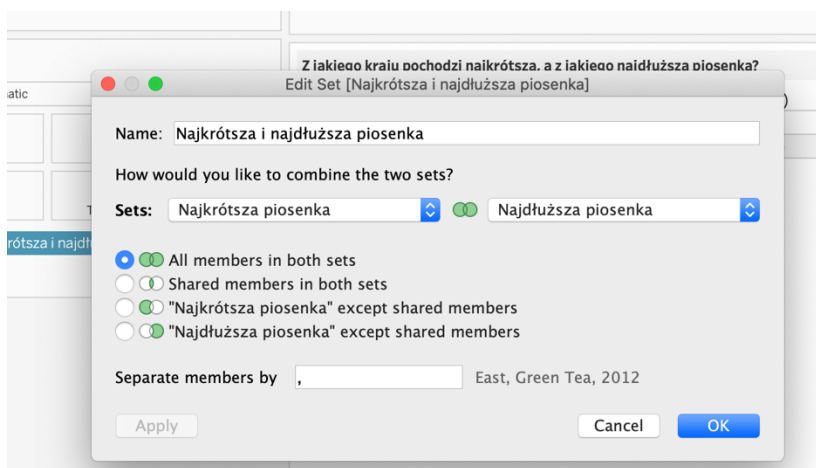 Z jakiego kraju pochodzi najkrótsza, a z jakiego najdłuższa piosenka?
Edit Set [Najkrótsza i najdłuższa piosenka]
atic
)
Name: Najkrótsza i najdłuższa piosenka
How would you like to combine the two sets?
Sets: Najkrótsza piosenka Najdłuższa piosenka
T
rótsza i najdł
All members in both sets
Shared members in both sets
"Najkrótsza piosenka" except shared members
"Najdłuższa piosenka" except shared members
Separate members by , East, Green Tea, 2012
Apply Cancel OK